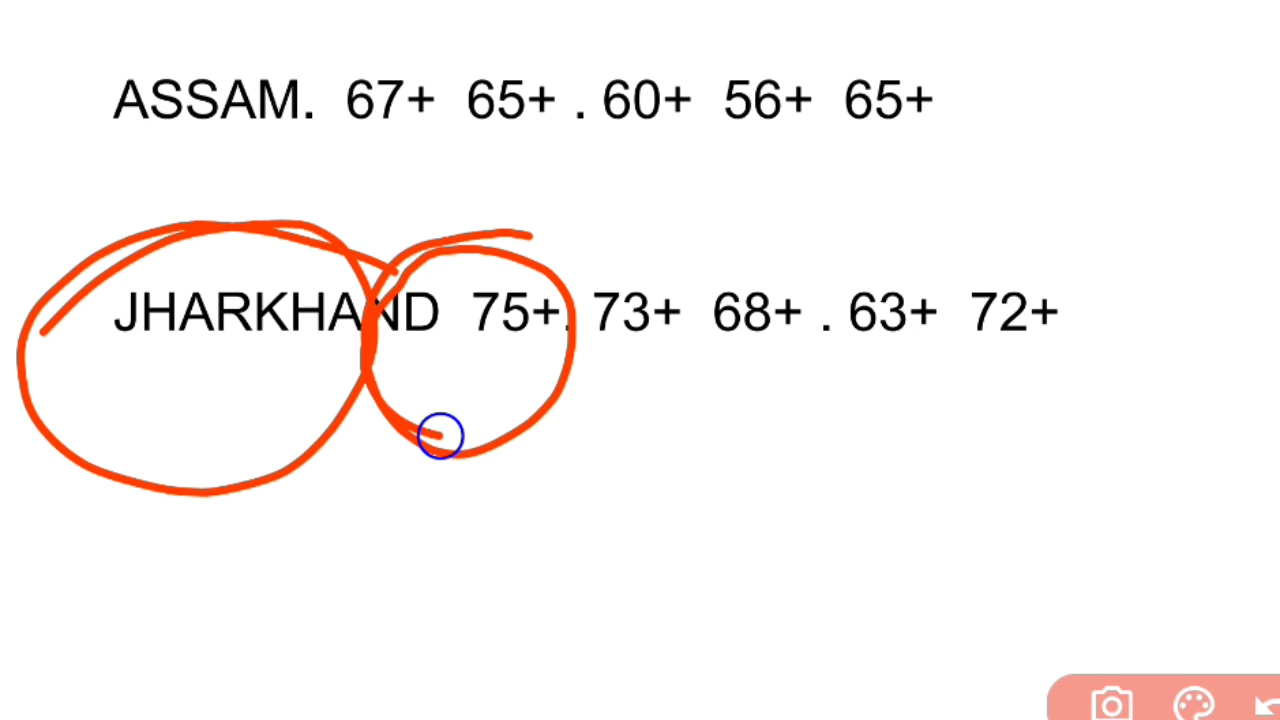 ASSAM. 67+ 65+ . 60+ 56+ 65+
JHARKHAND 75+. 73+ 68+ . 63+ 72+